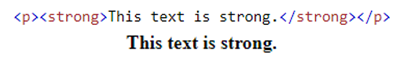 <p><strong>This text is strong.</strong></p>
This text is strong.